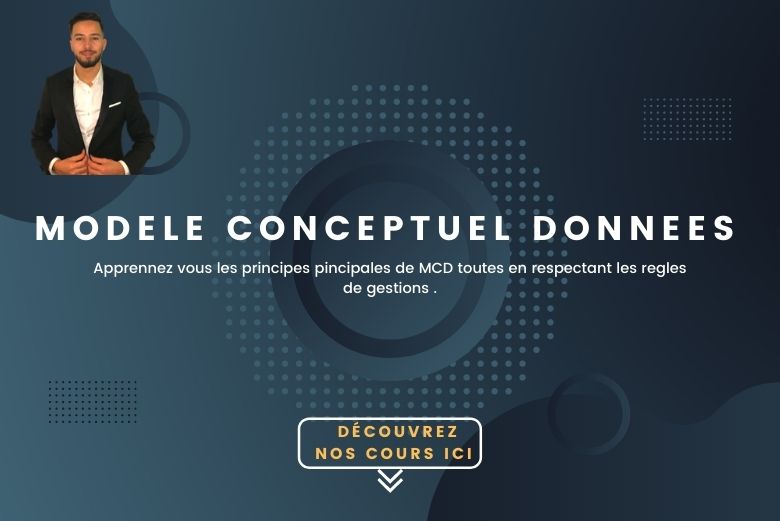 MODELE CONCEPTUEL DONNEES
Apprennez vous les principes pincipales de MCD toutes en respectant les regles
de gestions .
DÉCOUVREZ
NOS COURS ICI